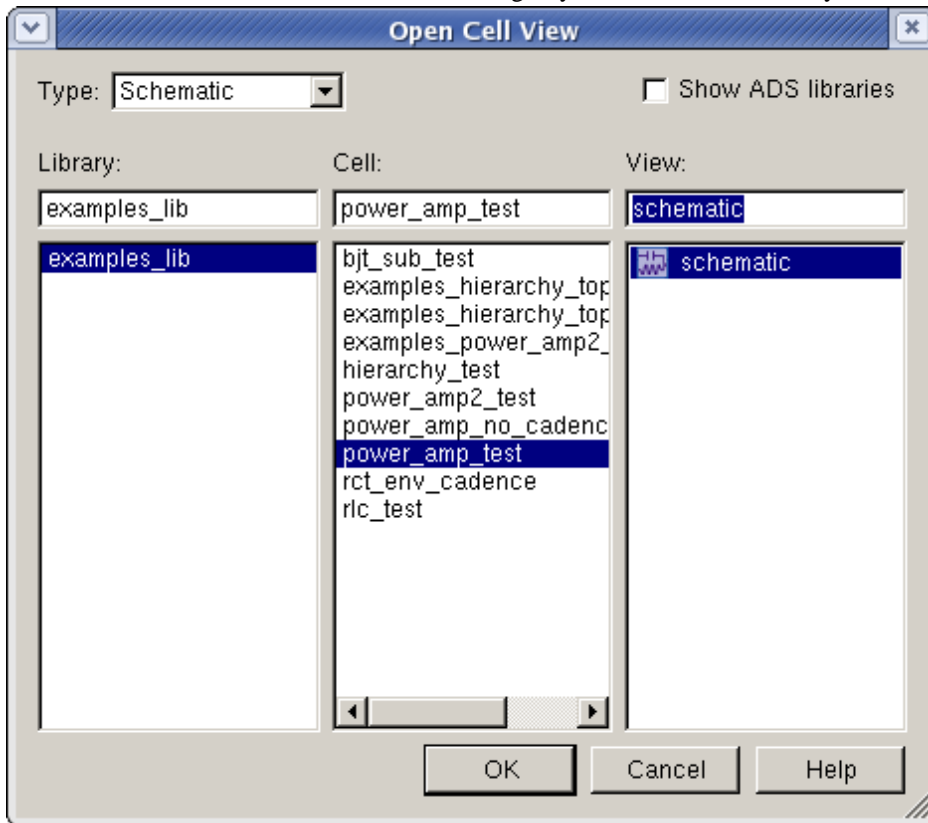 Open Cell View
Type: Schematic
Show ADS libraries
Library: Cell: View:
examples_lib power_amp_test schematic
examples_lib
bjt_sub_test
examples_hierarchy_top
examples_hierarchy_top
examples_power_amp2_
hierarchy_test
power_amp2_test
power_amp_no_cadenc
power_amp_test
rct_env_cadence
rlc_test
schematic
OK Cancel Help